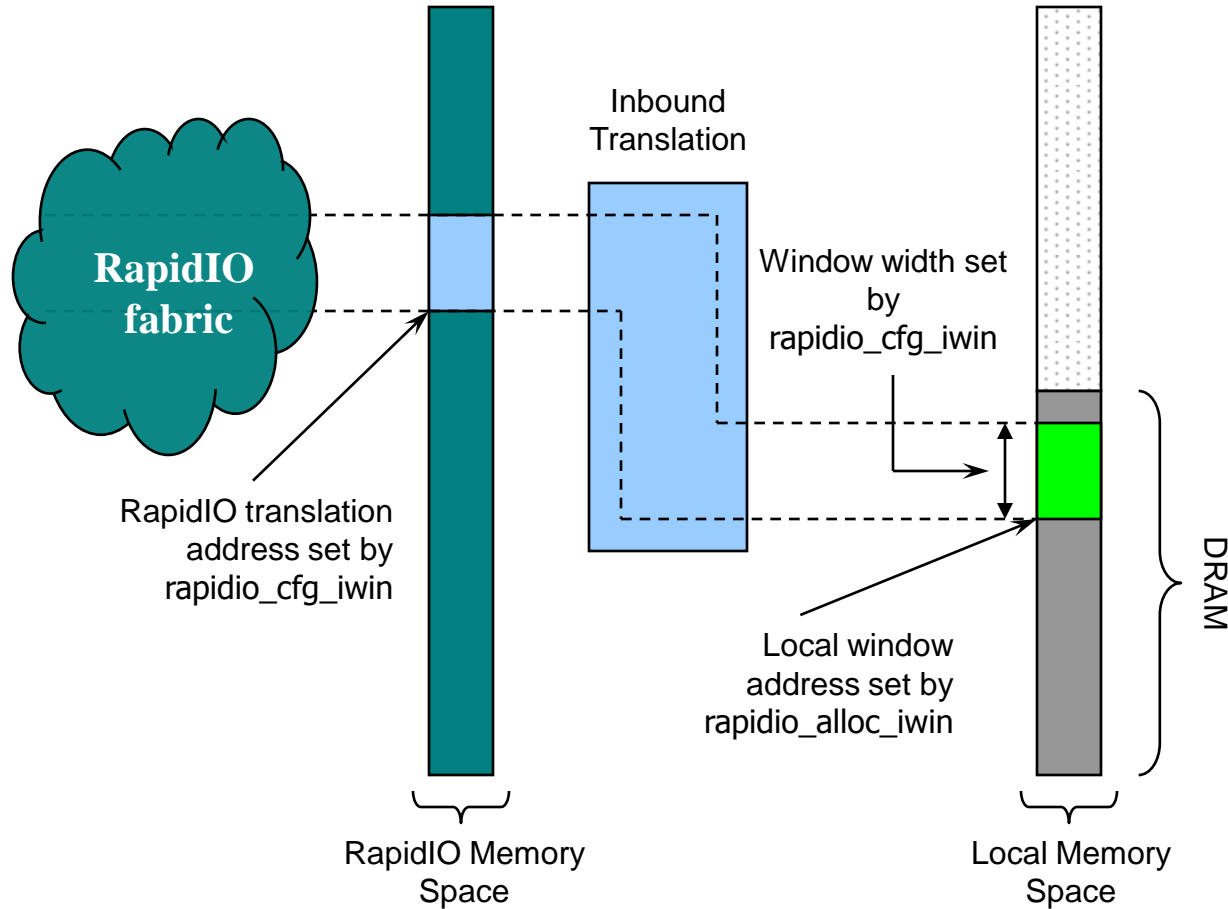 Inbound
Translation
RapidIO
fabric
Window width set
by
rapidio_cfg_iwin
RapidIO translation
address set by
rapidio_cfg_iwin
DRAM
Local window
address set by
rapidio_alloc_iwin
RapidIO Memory
Space
Local Memory
Space